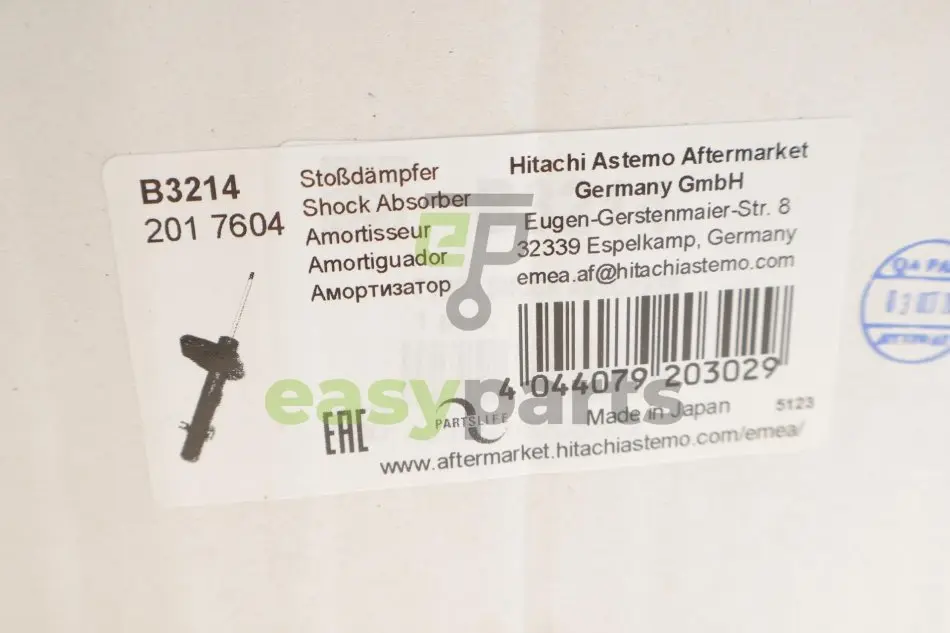 B3214
201 7604
Stoßdämpfer
Shock Absorber
Amortisseur
Amortiguador
Амортизатор
Hitachi Astemo Aftermarket
Germany GmbH
Eugen-Gerstenmaier-Str. 8
32339 Espelkamp, Germany
emea.af@hitachiastemo.com
4 044079 203029
EAC
PARTSLIFE
Made in Japan
5123
www.aftermarket.hitachiastemo.com/emea/
easyparts
ep